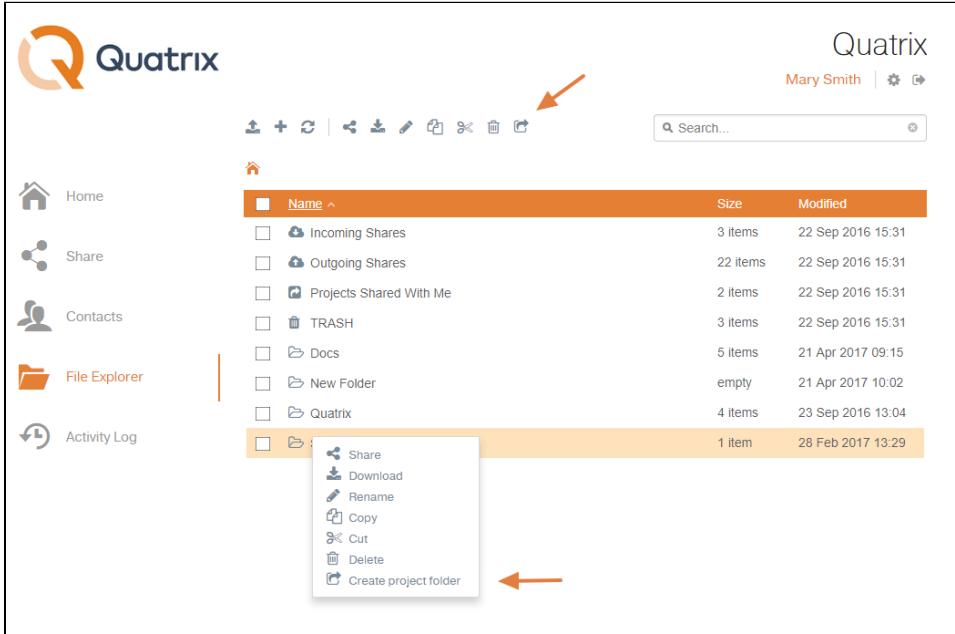 Quatrix
Quatrix
Mary Smith
Search...
Home
Share
Contacts
File Explorer
Activity Log
Name Size Modified
Incoming Shares 3 items 22 Sep 2016 15:31
Outgoing Shares 22 items 22 Sep 2016 15:31
Projects Shared With Me 2 items 22 Sep 2016 15:31
TRASH 3 items 22 Sep 2016 15:31
Docs 5 items 21 Apr 2017 09:15
New Folder empty 21 Apr 2017 10:02
Quatrix 4 items 23 Sep 2016 13:04
1 item 28 Feb 2017 13:29
Share
Download
Rename
Copy
Cut
Delete
Create project folder